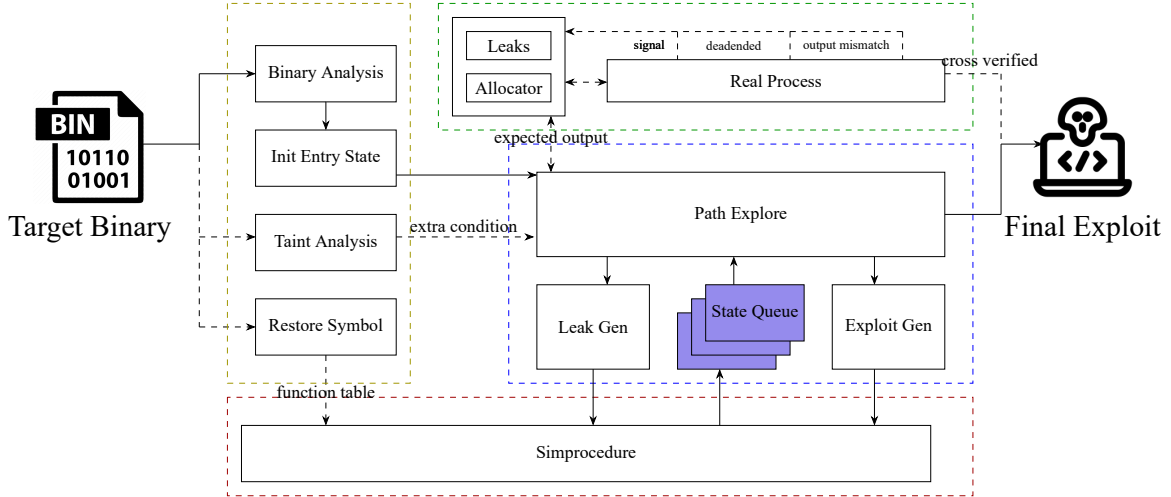 BIN
10110
01001
Target Binary
Binary Analysis
Init Entry State
Taint Analysis
Restore Symbol
extra condition
function table
Leaks
Allocator
signal
deadended
output mismatch
Real Process
cross verified
expected output
Path Explore
Leak Gen
State Queue
Exploit Gen
Simprocedure
</>
Final Exploit